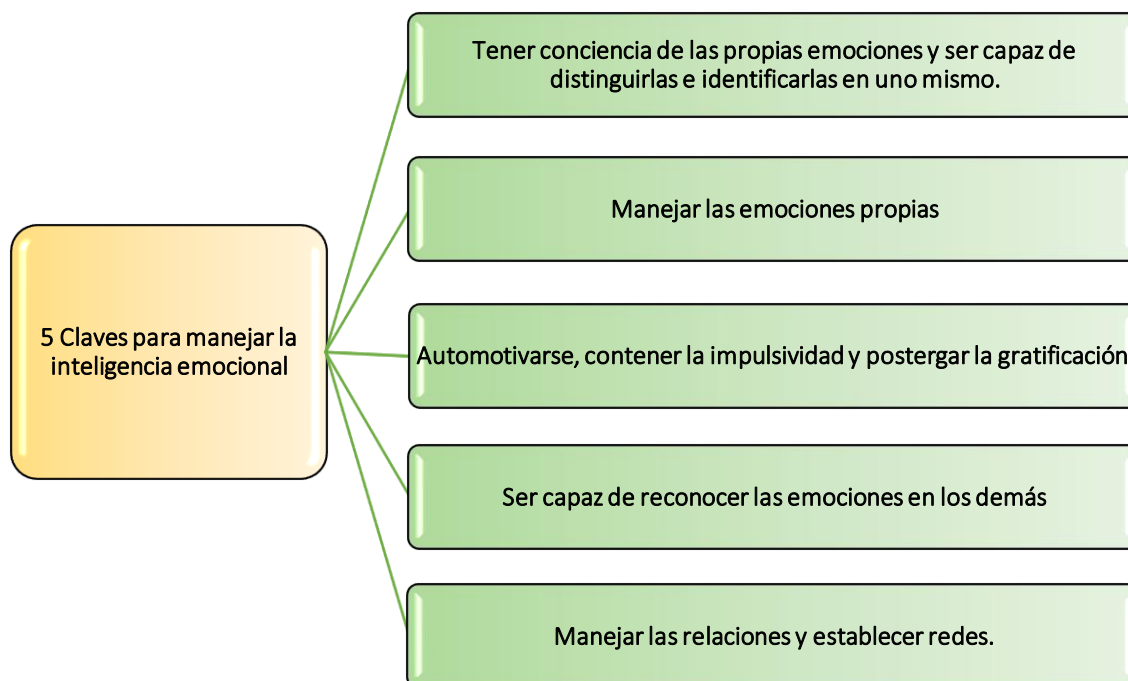 Tener conciencia de las propias emociones y ser capaz de
distinguirlas e identificarlas en uno mismo.
Manejar las emociones propias
5 Claves para manejar la
inteligencia emocional
Automotivarse, contener la impulsividad y postergar la gratificación
Ser capaz de reconocer las emociones en los demás
Manejar las relaciones y establecer redes.